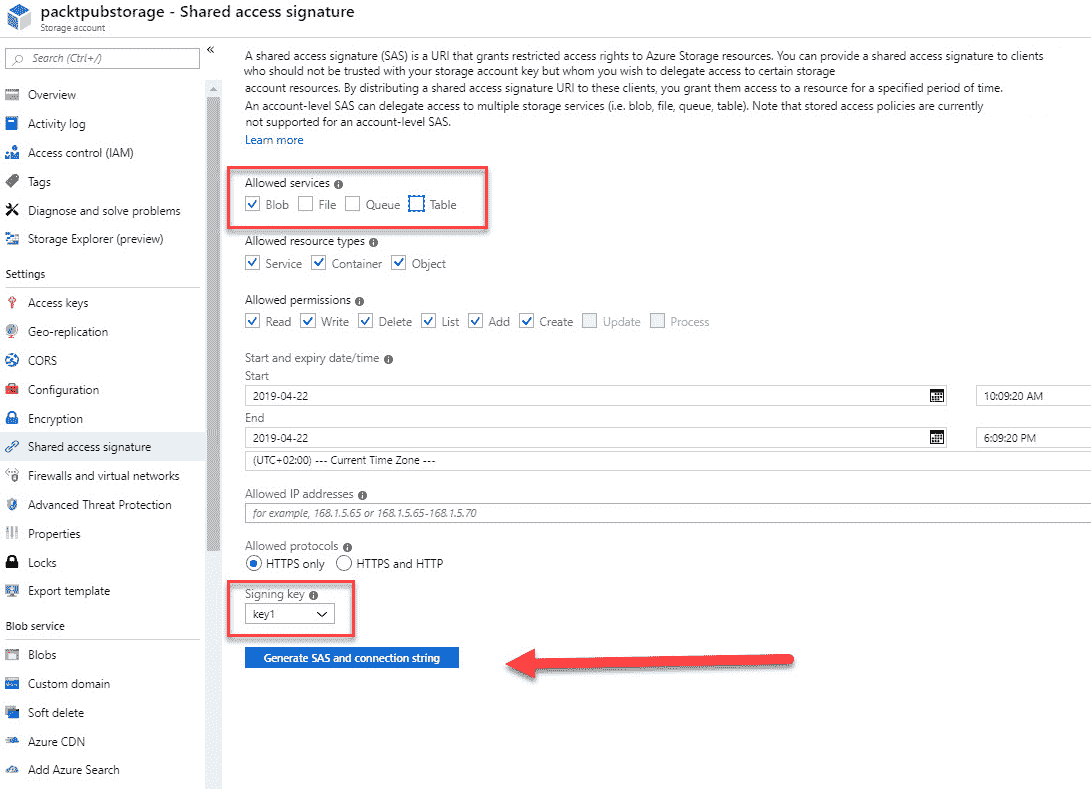 packtpubstorage - Shared access signature
Storage account
Search (Ctrl+/)
«
Overview
Activity log
Access control (IAM)
Tags
Diagnose and solve problems
Storage Explorer (preview)
Settings
Access keys
Geo-replication
CORS
Configuration
Encryption
Shared access signature
Firewalls and virtual networks
Advanced Threat Protection
Properties
Locks
Export template
Blob service
Blobs
Custom domain
Soft delete
Azure CDN
Add Azure Search
A shared access signature (SAS) is a URI that grants restricted access rights to Azure Storage resources. You can provide a shared access signature to clients
who should not be trusted with your storage account key but whom you wish to delegate access to certain storage
account resources. By distributing a shared access signature URI to these clients, you grant them access to a resource for a specified period of time.
An account-level SAS can delegate access to multiple storage services (i.e. blob, file, queue, table). Note that stored access policies are currently
not supported for an account-level SAS.
Learn more
Allowed services
Blob File Queue Table
Allowed resource types
Service Container Object
Allowed permissions
Read Write Delete List Add Create Update Process
Start and expiry date/time
Start
2019-04-22 10:09:20 AM
End
2019-04-22 6:09:20 PM
(UTC+02:00) --- Current Time Zone ---
Allowed IP addresses
for example, 168.1.5.65 or 168.1.5.65-168.1.5.70
Allowed protocols
HTTPS only HTTPS and HTTP
Signing key
key1
Generate SAS and connection string